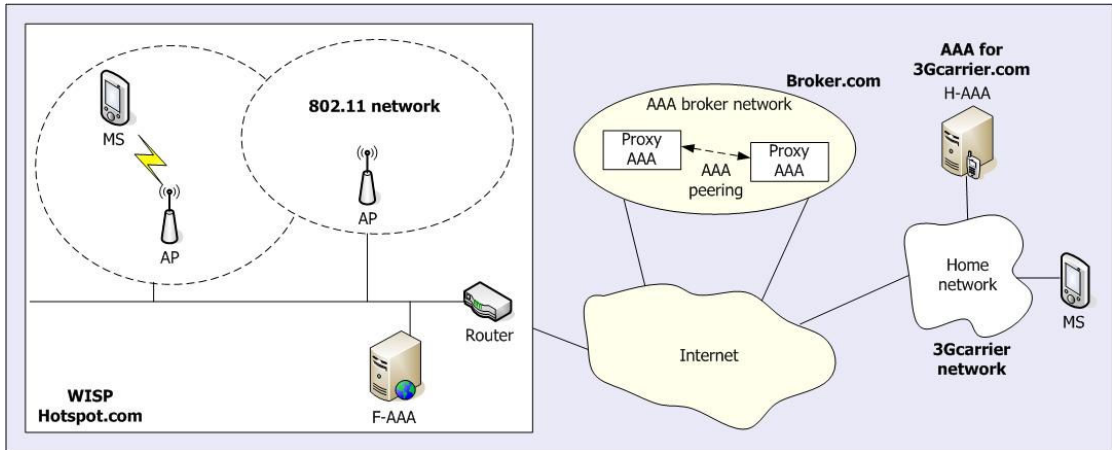 MS
AP
802.11 network
AP
Router
F-AAA
WISP
Hotspot.com
Broker.com
AAA broker network
Proxy
AAA
AAA
peering
Proxy
AAA
Internet
AAA for
3Gcarrier.com
H-AAA
Home
network
MS
3Gcarrier
network